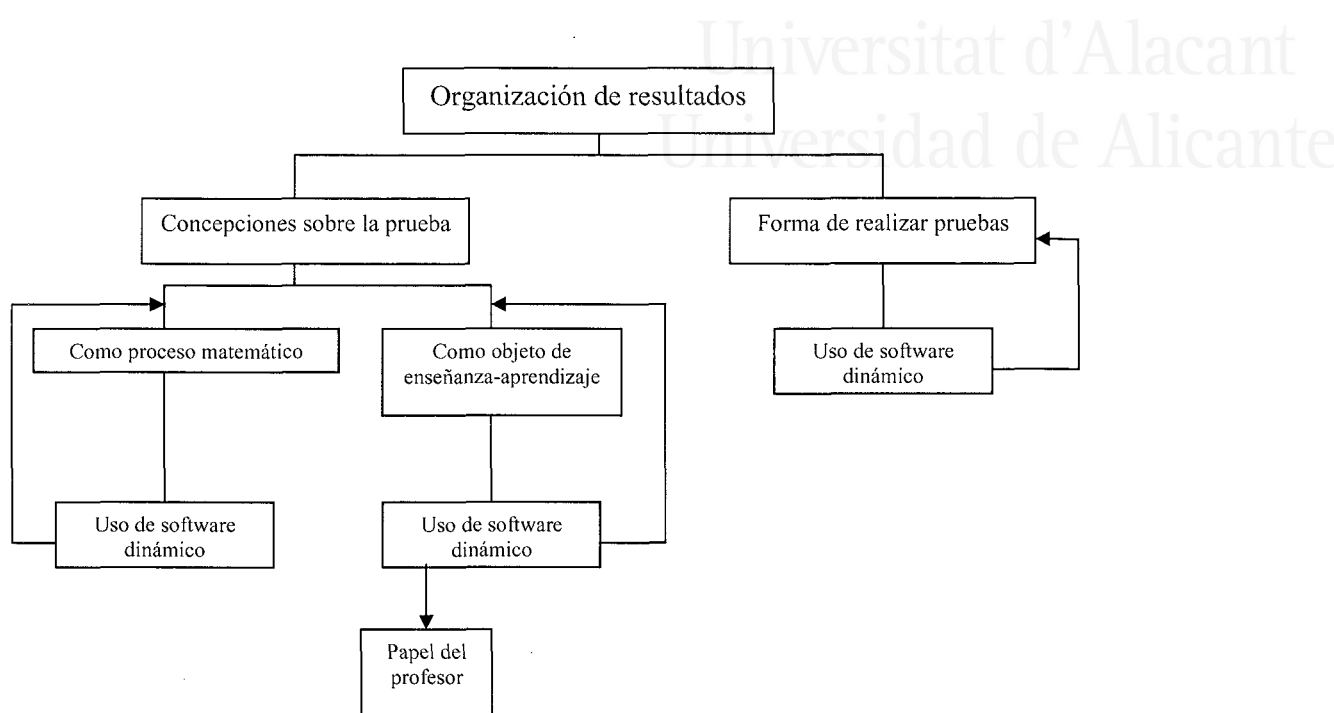 Universitat d'Alacant
Universidad de Alicante
Organización de resultados
Concepciones sobre la prueba
Forma de realizar pruebas
Como proceso matemático
Como objeto de
enseñanza-aprendizaje
Uso de software
dinámico
Uso de software
dinámico
Uso de software
dinámico
Papel del
profesor